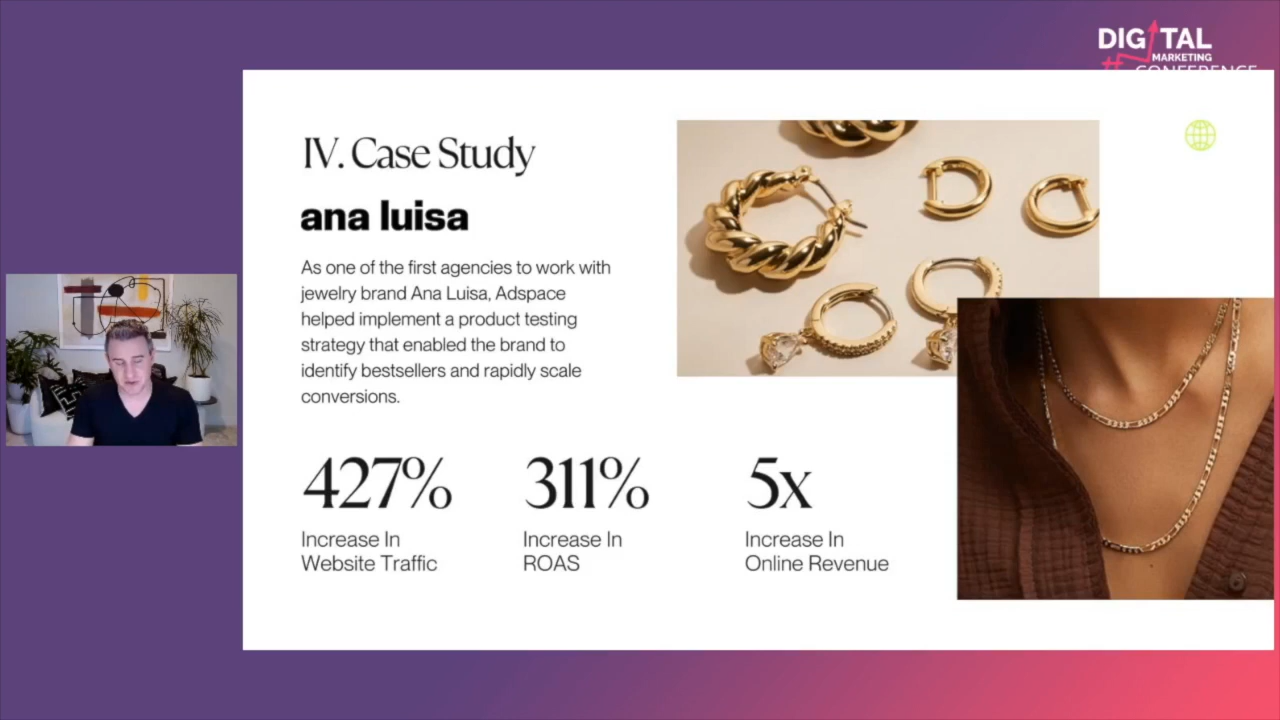 DIGITAL
MARKETING
#CONFERENCE
IV. Case Study
ana luisa
As one of the first agencies to work with
jewelry brand Ana Luisa, Adspace
helped implement a product testing
strategy that enabled the brand to
identify bestsellers and rapidly scale
conversions.
427%
Increase In
Website Traffic
311%
Increase In
ROAS
5x
Increase In
Online Revenue